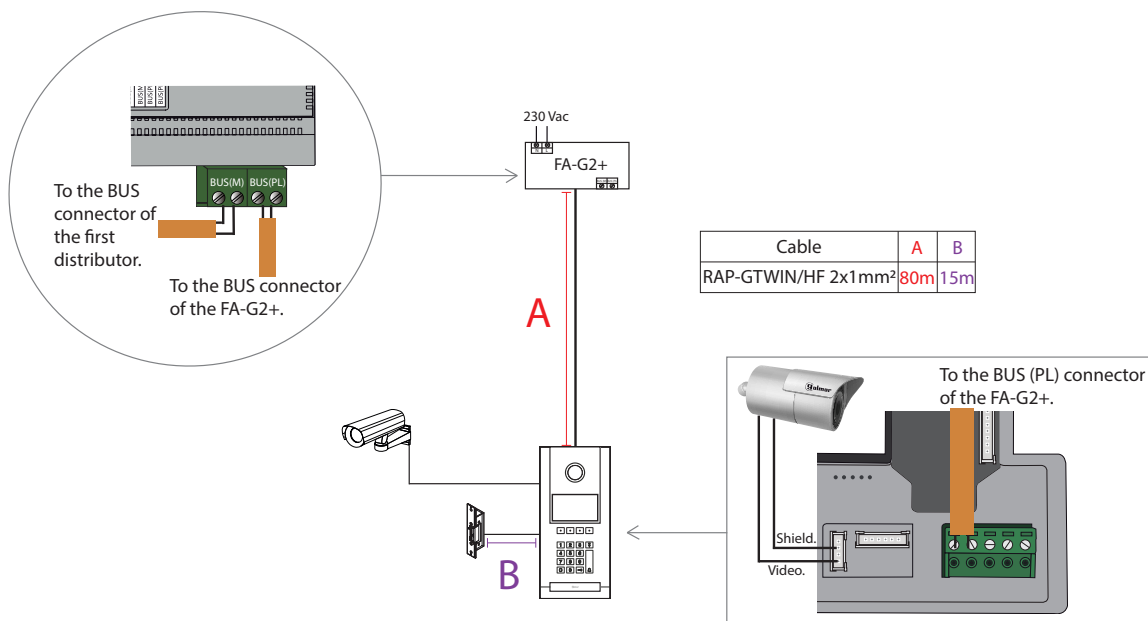 BUS(M) BUS(PL)
To the BUS
connector of
the first
distributor.
To the BUS connector
of the FA-G2+.
230 Vac
N L
FA-G2+
A
B
Cable A B
RAP-GTWIN/HF 2x1mm² 80m 15m
To the BUS (PL) connector
of the FA-G2+.
golmar
Shield.
Video.